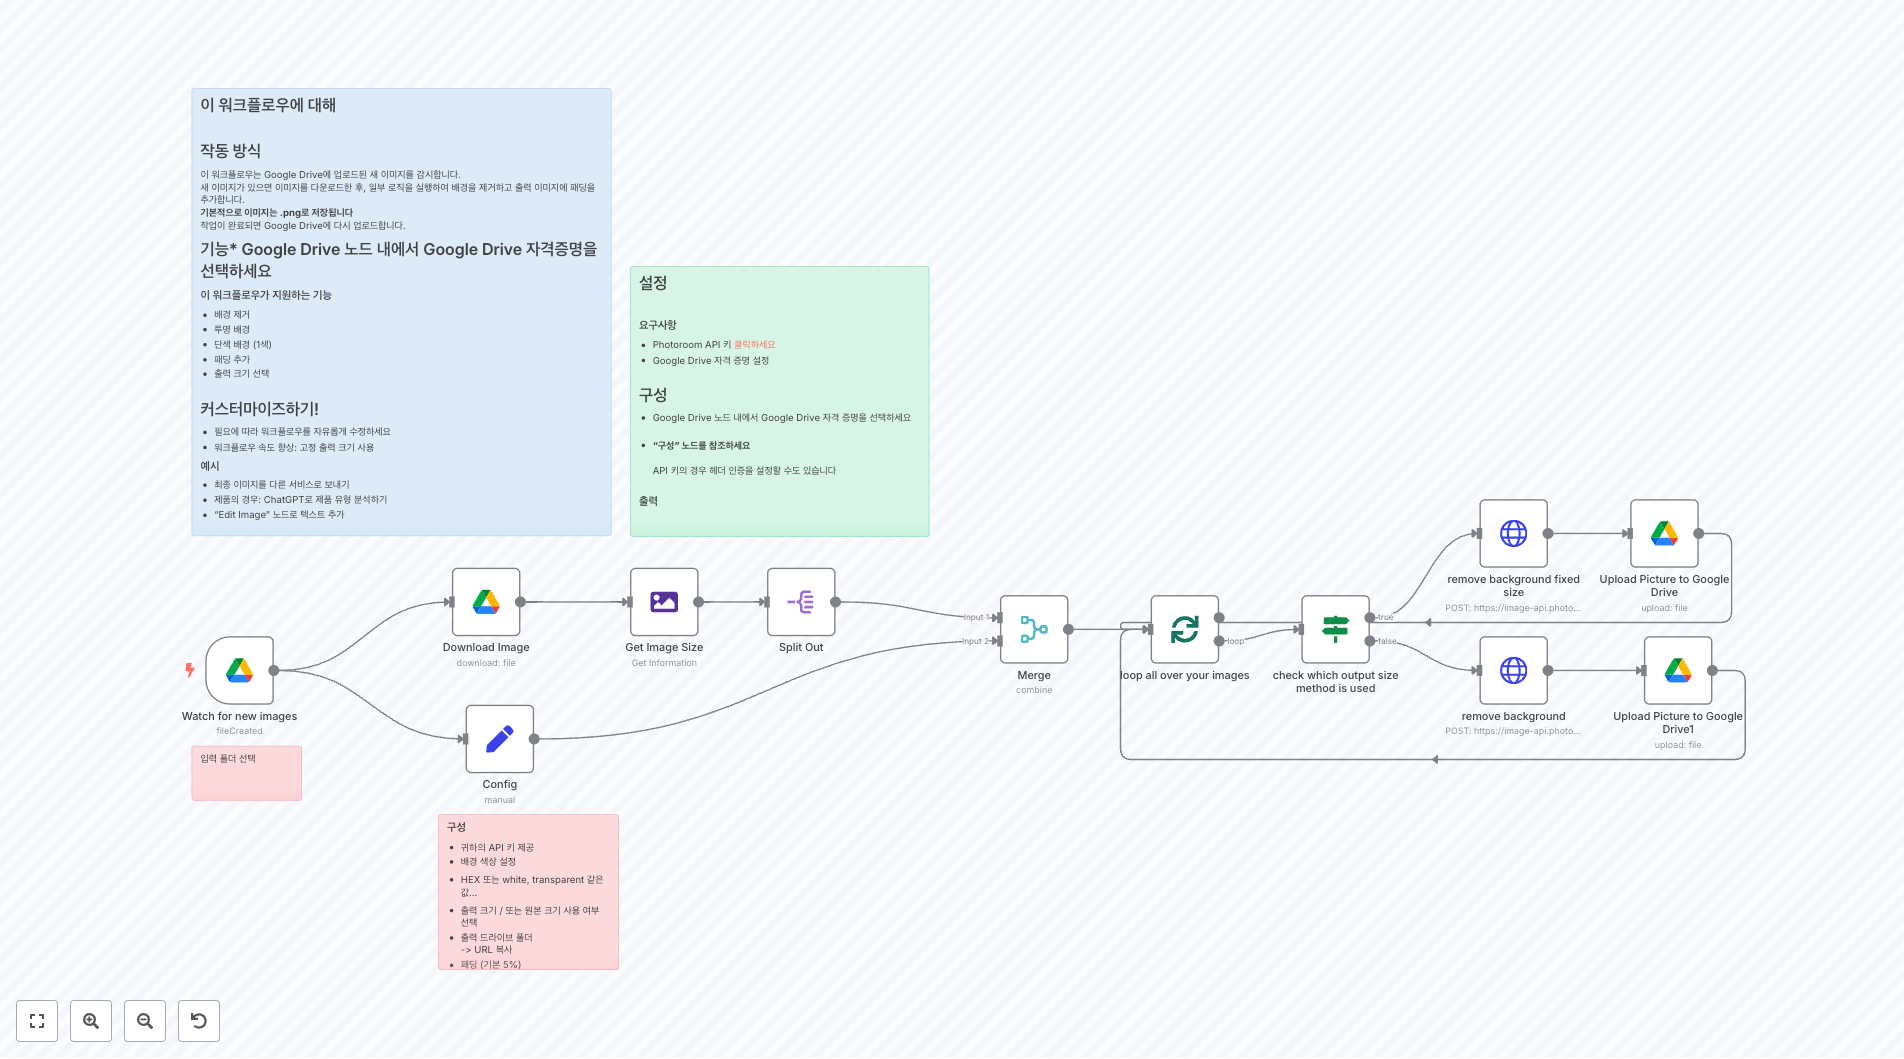 이 워크플로우에 대해
작동 방식
이 워크플로우는 Google Drive에 업로드된 새 이미지를 감시합니다.
새 이미지가 있으면 이미지를 다운로드한 후, 일부 로직을 실행하여 배경을 제거하고 출력 이미지에 패딩을
추가합니다.
기본적으로 이미지는 .png로 저장됩니다
작업이 완료되면 Google Drive에 다시 업로드합니다.
기능* Google Drive 노드 내에서 Google Drive 자격증명을
선택하세요
이 워크플로우가 지원하는 기능
배경 제거
투명 배경
단색 배경 (1색)
패딩 추가
출력 크기 선택
커스터마이즈하기!
필요에 따라 워크플로우를 자유롭게 수정하세요
워크플로우 속도 향상: 고정 출력 크기 사용
예시
최종 이미지를 다른 서비스로 보내기
제품의 경우: ChatGPT로 제품 유형 분석하기
“Edit Image” 노드로 텍스트 추가
설정
요구사항
Photoroom API 키 클릭하세요
Google Drive 자격 증명 설정
구성
Google Drive 노드 내에서 Google Drive 자격 증명을 선택하세요
“구성” 노드를 참조하세요
API 키의 경우 헤더 인증을 설정할 수도 있습니다
출력
Watch for new images
fileCreated
입력 폴더 선택
Download Image
download: file
Get Image Size
Get Information
Split Out
Config
manual
구성
귀하의 API 키 제공
배경 색상 설정
HEX 또는 white, transparent 같은
값...
출력 크기 / 또는 원본 크기 사용 여부
선택
출력 드라이브 폴더
-> URL 복사
패딩 (기본 5%)
Input 1
Input 2
Merge
combine
loop
loop all over your images
true
false
check which output size
method is used
remove background fixed
size
POST: https://image-api.photo...
Upload Picture to Google
Drive
upload: file
remove background
POST: https://image-api.photo...
Upload Picture to Google
Drive1
upload: file